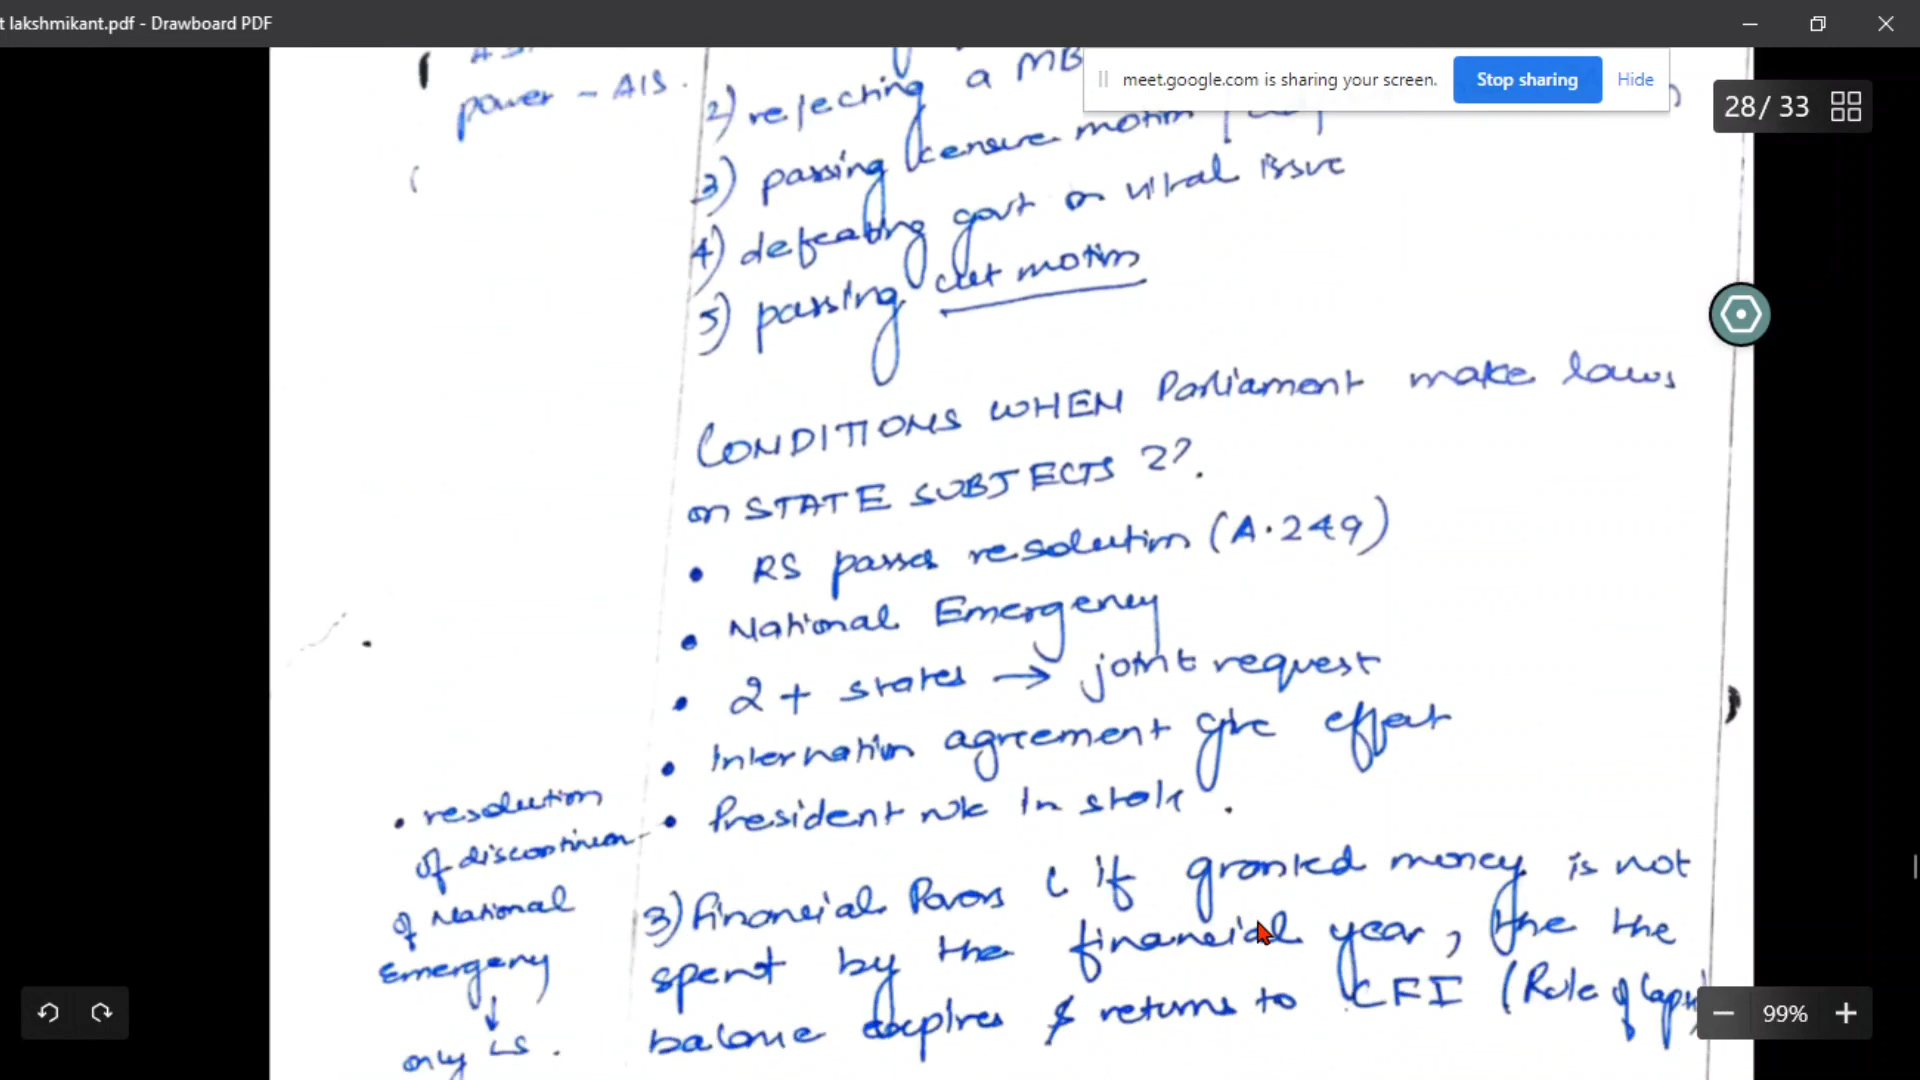 t lakshmikant.pdf - Drawboard PDF
meet.google.com is sharing your screen.
Stop sharing
Hide
28 / 33
power - AIS.
2) rejecting a MB
3) passing censure motion
4) defeating govt on vital issue
5) passing cut motion
CONDITIONS WHEN Parliament make laws
on STATE SUBJECTS ??.
• RS passes resolution (A.249)
• National Emergency
• 2+ states → joint request
• Internation agreement give effect
• President rule in state.
• resolution
of discontinuan
of National
Emergency
↓
only LS.
3) Financial Powers ( if granted money is not
spent by the financial year, the the
balance expires & returns to CFI (Rule of lapse)
99%